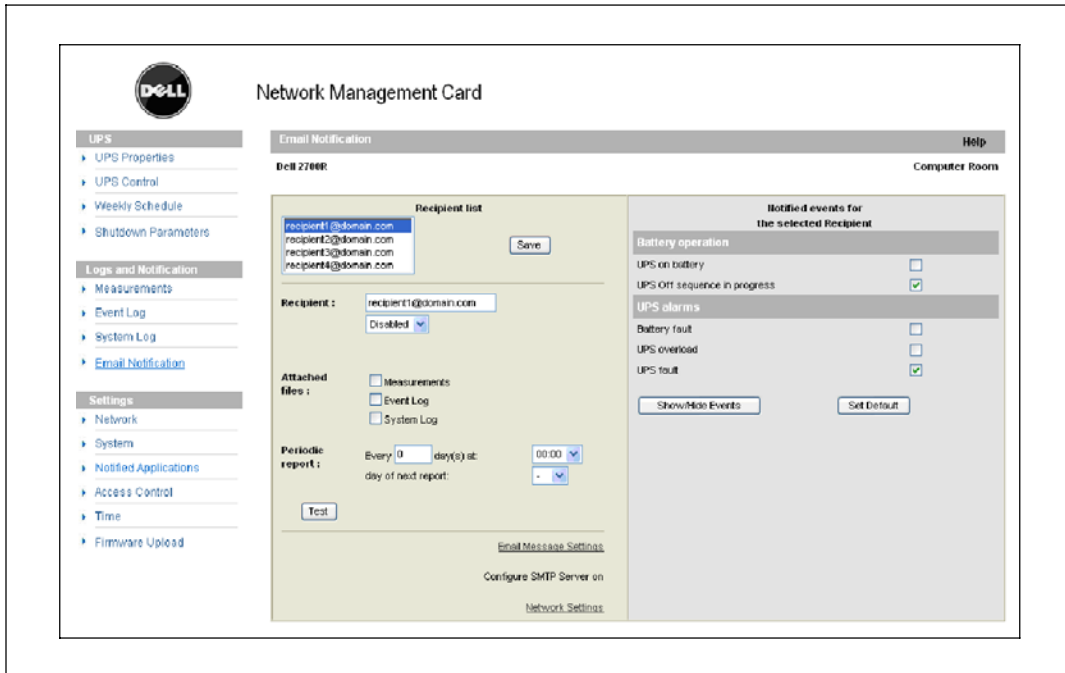 DELL
Network Management Card
UPS
UPS Properties
UPS Control
Weekly Schedule
Shutdown Parameters
Logs and Notification
Measurements
Event Log
System Log
Email Notification
Settings
Network
System
Notified Applications
Access Control
Time
Firmware Upload
Email Notification
Help
Dell 2700R
Computer Room
Recipient list
recipient1@domain.com
recipient2@domain.com
recipient3@domain.com
recipient4@domain.com
Save
Recipient :
recipient1@domain.com
Disabled
Attached
files :
Measurements
Event Log
System Log
Periodic
report :
Every 0 day(s) at: 00:00
day of next report: -
Test
Email Message Settings
Configure SMTP Server on
Network Settings
Notified events for
the selected Recipient
Battery operation
UPS on battery
UPS Off sequence in progress
UPS alarms
Battery fault
UPS overload
UPS fault
Show/Hide Events
Set Default